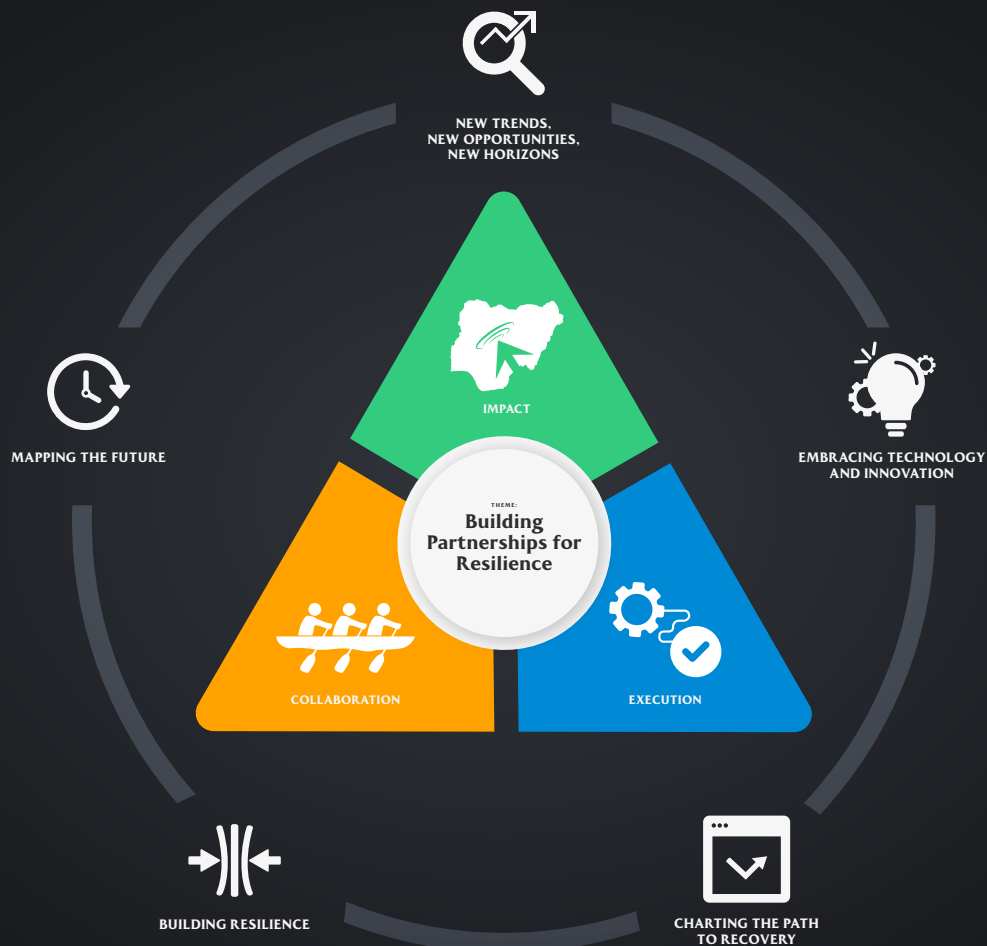 NEW TRENDS,
NEW OPPORTUNITIES,
NEW HORIZONS
IMPACT
MAPPING THE FUTURE
EMBRACING TECHNOLOGY
AND INNOVATION
THEME:
Building
Partnerships for
Resilience
COLLABORATION
EXECUTION
BUILDING RESILIENCE
CHARTING THE PATH
TO RECOVERY